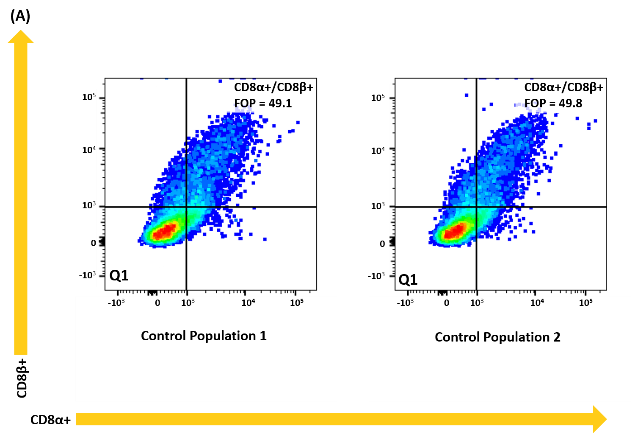 (A)
CD8α+/CD8β+
FOP = 49.1
10⁵
10⁴
10³
0
-10³
Q1
-10³ 0 10³ 10⁴ 10⁵
Control Population 1
CD8α+/CD8β+
FOP = 49.8
10⁵
10⁴
10³
0
-10³
Q1
-10³ 0 10³ 10⁴ 10⁵
Control Population 2
CD8β+
CD8α+